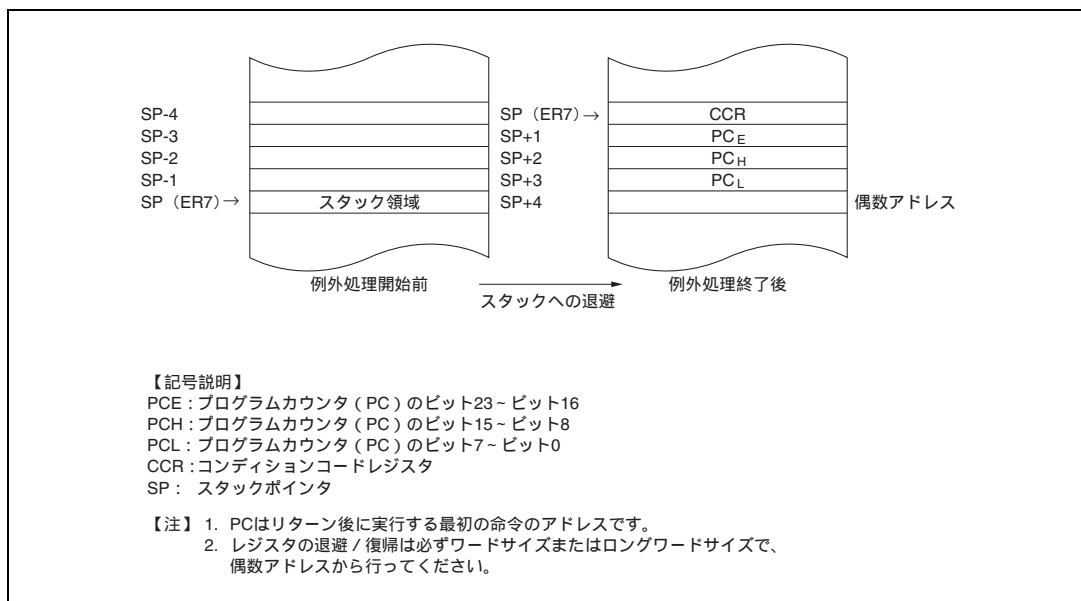 SP-4
SP-3
SP-2
SP-1
SP (ER7)→
スタック領域
SP (ER7)→
SP+1
SP+2
SP+3
SP+4
CCR
PCE
PCH
PCL
偶数アドレス
例外処理開始前
スタックへの退避
例外処理終了後
【記号説明】
PCE:プログラムカウンタ(PC)のビット23~ビット16
PCH:プログラムカウンタ(PC)のビット15~ビット8
PCL:プログラムカウンタ(PC)のビット7~ビット0
CCR:コンディションコードレジスタ
SP: スタックポインタ
【注】 1. PCはリターン後に実行する最初の命令のアドレスです。
2. レジスタの退避/復帰は必ずワードサイズまたはロングワードサイズで、
偶数アドレスから行ってください。